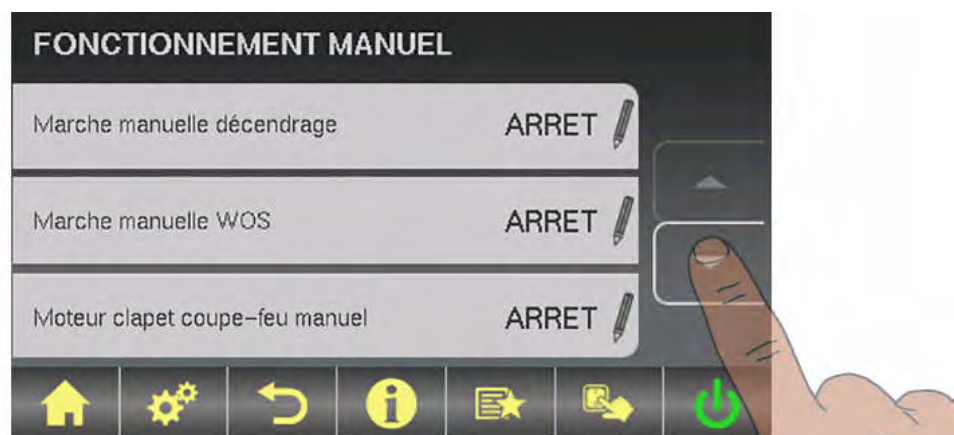 FONCTIONNEMENT MANUEL
Marche manuelle décendrage ARRET
Marche manuelle WOS ARRET
Moteur clapet coupe-feu manuel ARRET